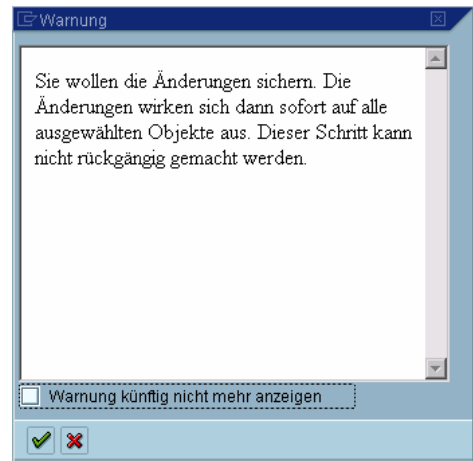 Warnung
Sie wollen die Änderungen sichern. Die
Änderungen wirken sich dann sofort auf alle
ausgewählten Objekte aus. Dieser Schritt kann
nicht rückgängig gemacht werden.
Warnung künftig nicht mehr anzeigen